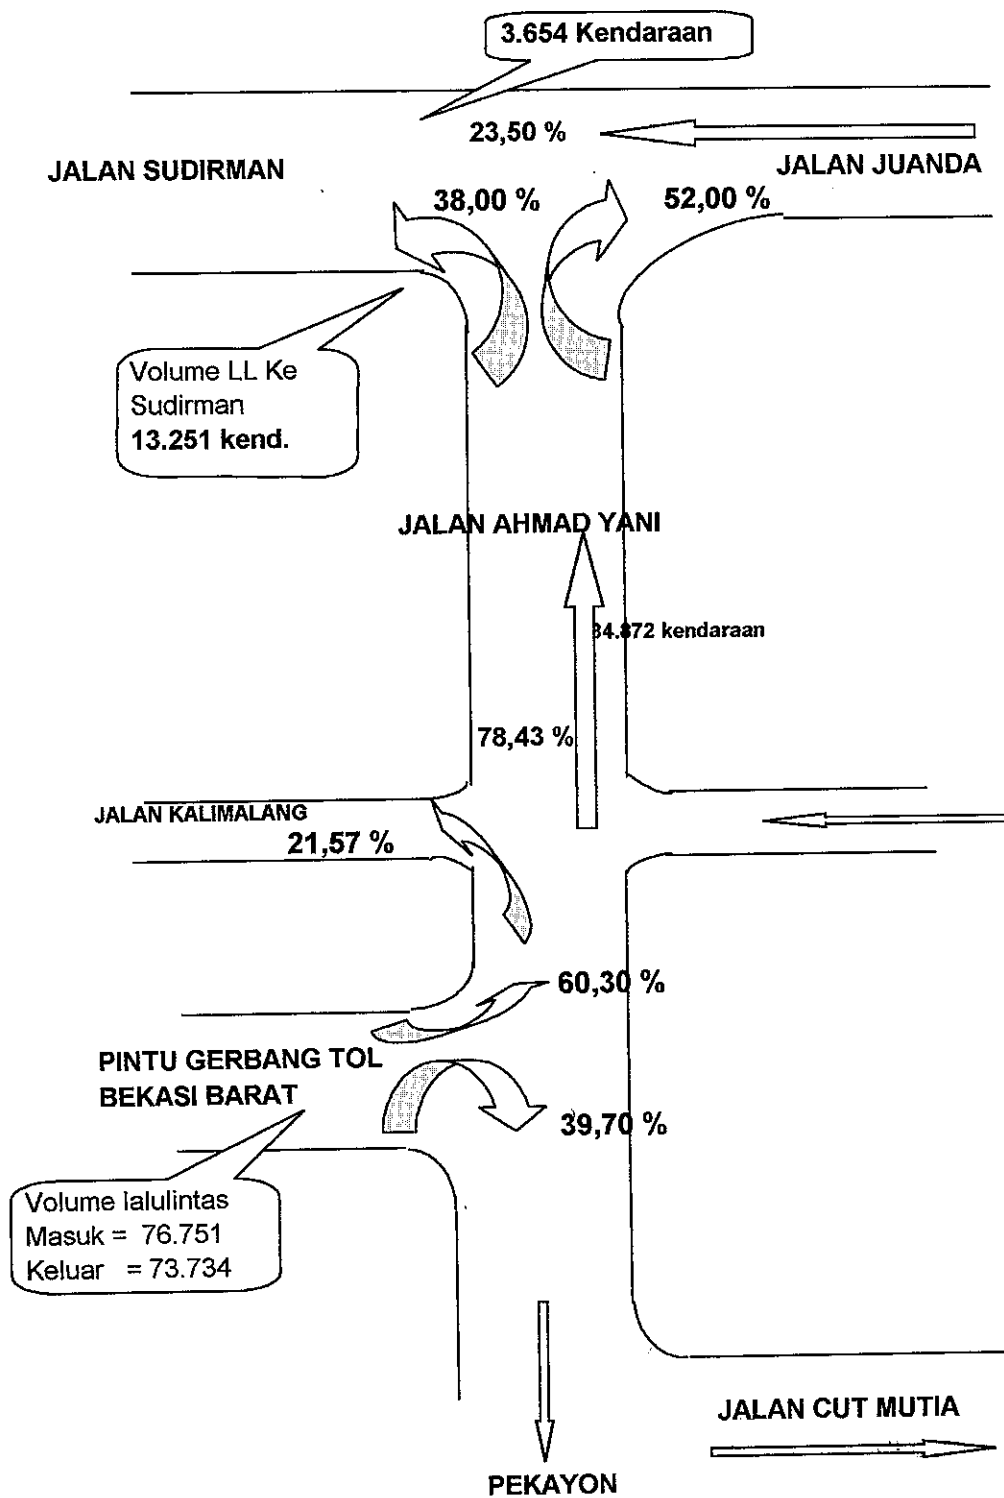 3.654 Kendaraan
23,50 %
JALAN SUDIRMAN
JALAN JUANDA
38,00 %
52,00 %
Volume LL Ke
Sudirman
13.251 kend.
JALAN AHMAD YANI
34.872 kendaraan
78,43 %
JALAN KALIMALANG
21,57 %
60,30 %
PINTU GERBANG TOL
BEKASI BARAT
39,70 %
Volume lalulintas
Masuk = 76.751
Keluar = 73.734
JALAN CUT MUTIA
PEKAYON